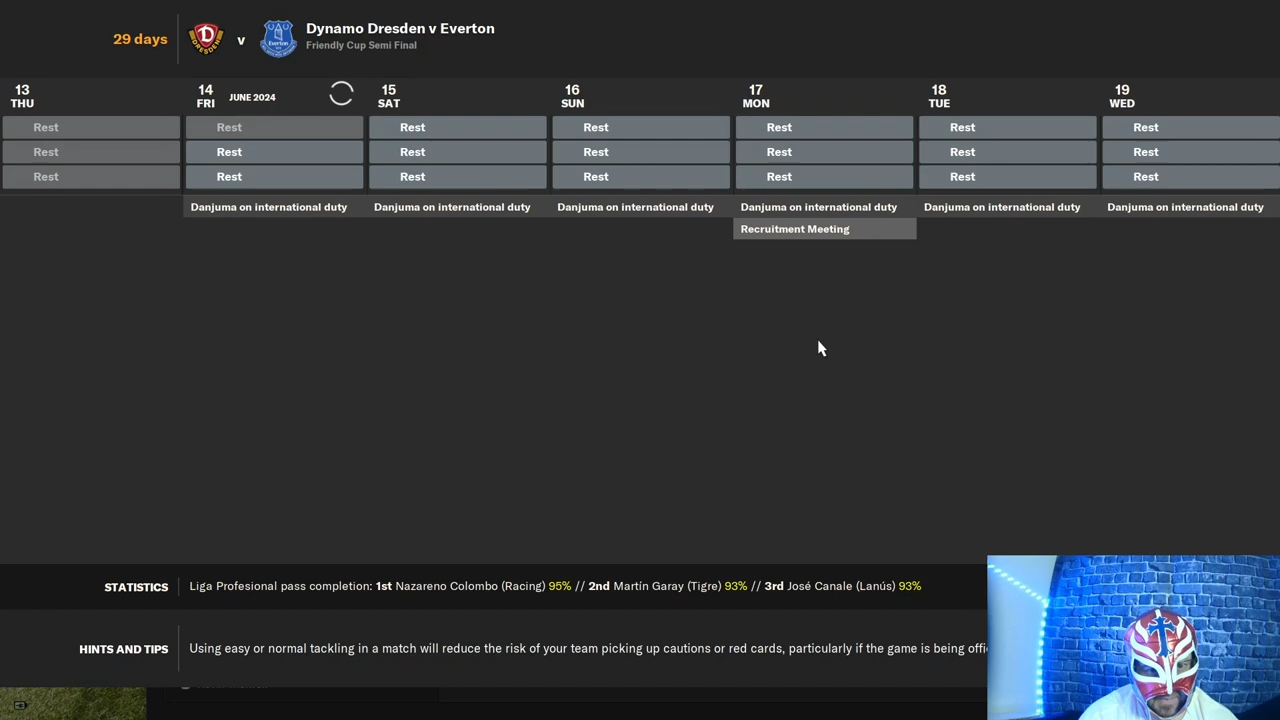 29 days
v
Dynamo Dresden v Everton
Friendly Cup Semi Final
13
THU
14
FRI JUNE 2024
15
SAT
16
SUN
17
MON
18
TUE
19
WED
Rest Rest Rest Rest Rest Rest Rest
Rest Rest Rest Rest Rest Rest Rest
Rest Rest Rest Rest Rest Rest Rest
Danjuma on international duty Danjuma on international duty Danjuma on international duty Danjuma on international duty Danjuma on international duty Danjuma on international duty
Recruitment Meeting
STATISTICS Liga Profesional pass completion: 1st Nazareno Colombo (Racing) 95% // 2nd Martín Garay (Tigre) 93% // 3rd José Canale (Lanús) 93%
HINTS AND TIPS Using easy or normal tackling in a match will reduce the risk of your team picking up cautions or red cards, particularly if the game is being offi